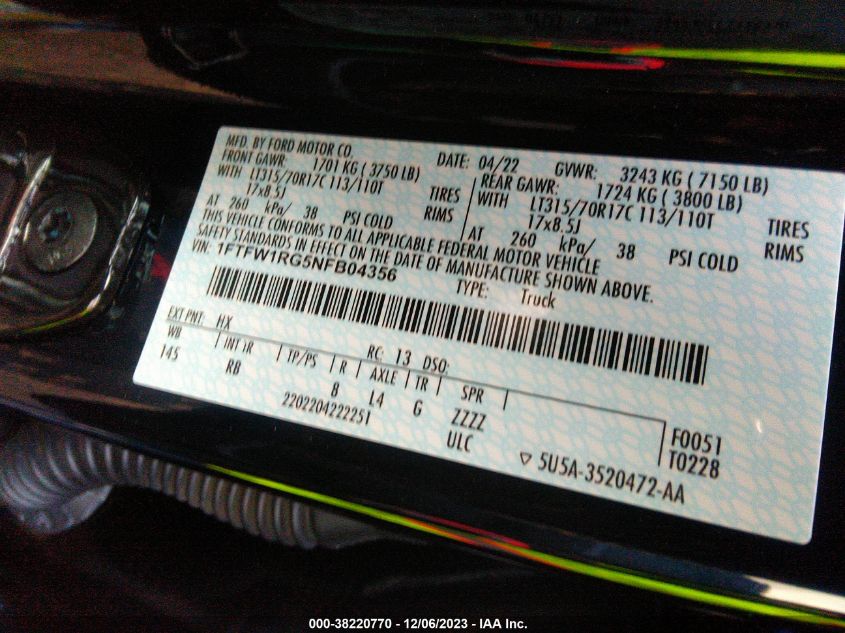 MFD. BY FORD MOTOR CO.
DATE: 04/22 GVWR: 3243 KG ( 7150 LB)
FRONT GAWR: 1701 KG ( 3750 LB)
WITH LT315/70R17C 113/110T TIRES
17x8.5J RIMS
AT 260 kPa/ 38 PSI COLD
REAR GAWR: 1724 KG ( 3800 LB)
WITH LT315/70R17C 113/110T TIRES
17x8.5J RIMS
AT 260 kPa/ 38 PSI COLD
THIS VEHICLE CONFORMS TO ALL APPLICABLE FEDERAL MOTOR VEHICLE
SAFETY STANDARDS IN EFFECT ON THE DATE OF MANUFACTURE SHOWN ABOVE.
VIN: 1FTFW1RG5NFB04356
TYPE: Truck
EXT PNT: HX RC: 13 DSO:
WB INT TR TP/PS R AXLE TR SPR
145 RB 8 L4 G ZZZZ
2202204222251 ULC
F0051
T0228
▽ 5U5A-3520472-AA
000-38220770 - 12/06/2023 - IAA Inc.